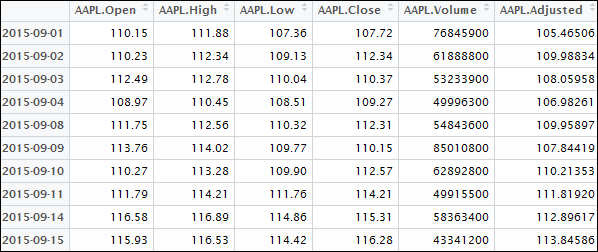 AAPL.Open AAPL.High AAPL.Low AAPL.Close AAPL.Volume AAPL.Adjusted
2015-09-01 110.15 111.88 107.36 107.72 76845900 105.46506
2015-09-02 110.23 112.34 109.13 112.34 61888800 109.98834
2015-09-03 112.49 112.78 110.04 110.37 53233900 108.05958
2015-09-04 108.97 110.45 108.51 109.27 49996300 106.98261
2015-09-08 111.75 112.56 110.32 112.31 54843600 109.95897
2015-09-09 113.76 114.02 109.77 110.15 85010800 107.84419
2015-09-10 110.27 113.28 109.90 112.57 62892800 110.21353
2015-09-11 111.79 114.21 111.76 114.21 49915500 111.81920
2015-09-14 116.58 116.89 114.86 115.31 58363400 112.89617
2015-09-15 115.93 116.53 114.42 116.28 43341200 113.84586